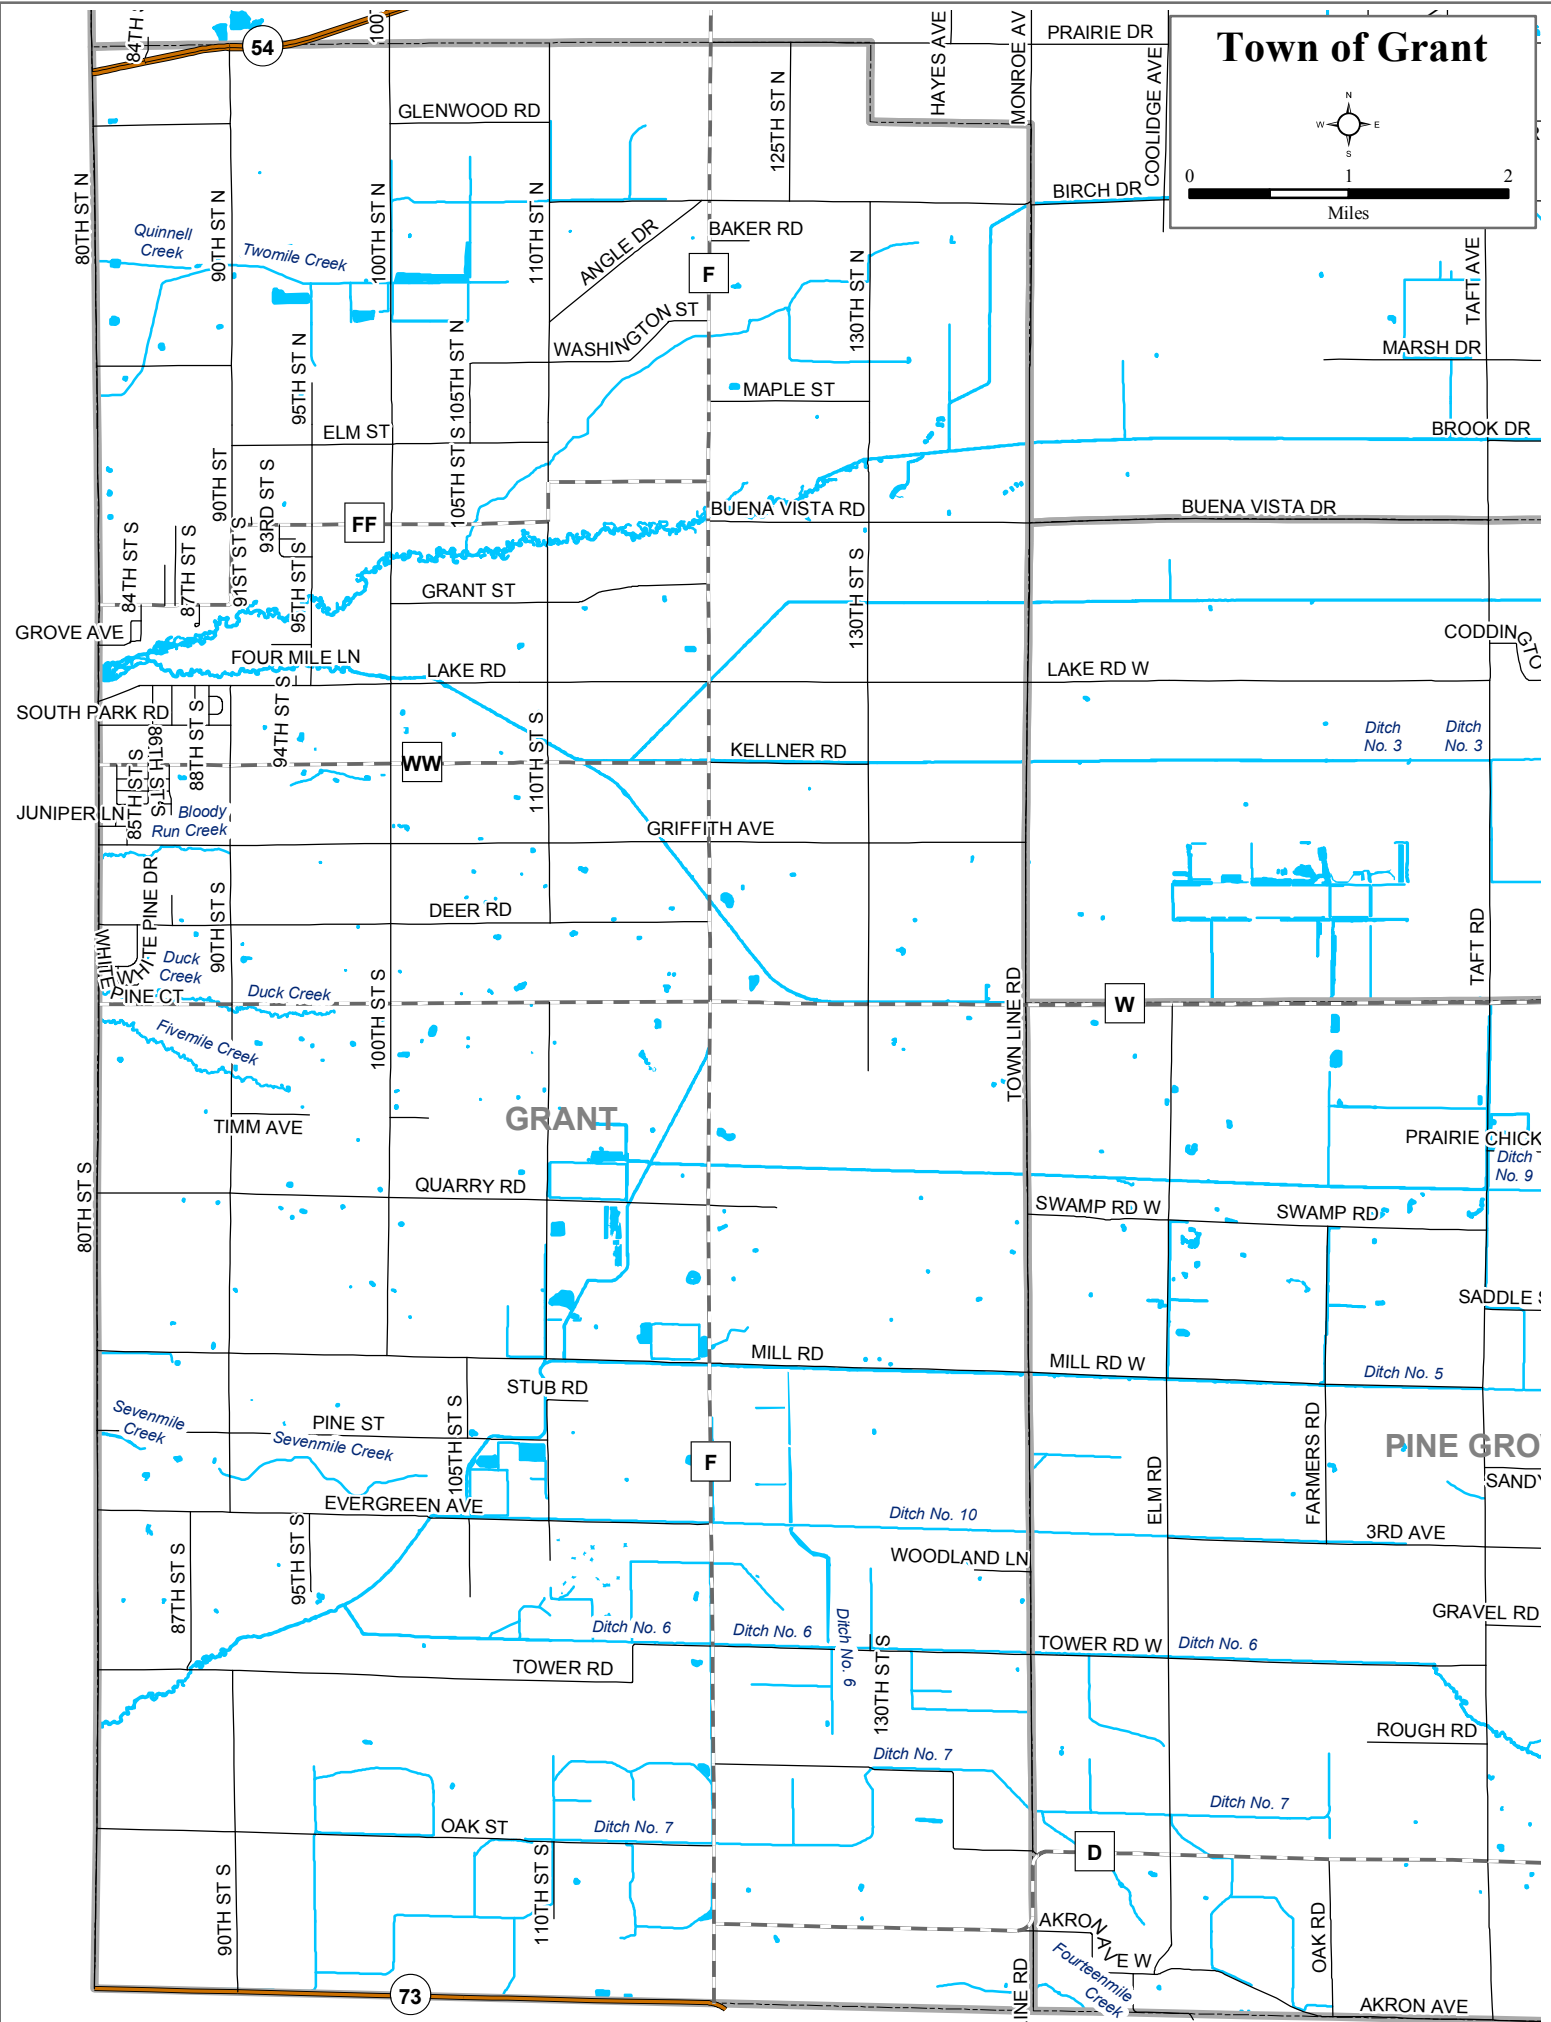 Town of Grant
N
W
E
S
0
1
2
Miles
84TH S
100
54
HAYES AVE
MONROE AV
PRAIRIE DR
COOLIDGE AVE
GLENWOOD RD
125TH ST N
80TH ST N
90TH ST N
100TH ST N
110TH ST N
BIRCH DR
Quinnell
Creek
Twomile Creek
ANGLE DR
BAKER RD
F
130TH ST N
TAFT AVE
WASHINGTON ST
95TH ST N
105TH ST N
MARSH DR
MAPLE ST
ELM ST
BROOK DR
90TH ST
93RD ST S
105TH ST S
FF
BUENA VISTA RD
BUENA VISTA DR
84TH ST S
87TH ST S
91ST ST S
95TH ST S
GRANT ST
130TH ST S
GROVE AVE
CODDINGTO
FOUR MILE LN
LAKE RD
LAKE RD W
SOUTH PARK RD
86TH ST S
88TH ST S
94TH ST S
110TH ST S
Ditch
No. 3
Ditch
No. 3
WW
KELLNER RD
85TH ST S
JUNIPER LN
Bloody
Run Creek
GRIFFITH AVE
WHITE PINE DR
90TH ST S
DEER RD
WHITE PINE CT
Duck
Creek
Duck Creek
100TH ST S
TOWN LINE RD
TAFT RD
W
Fivemile Creek
GRANT
TIMM AVE
PRAIRIE CHICK
Ditch
No. 9
80TH ST S
QUARRY RD
SWAMP RD W
SWAMP RD
SADDLE S
MILL RD
MILL RD W
Ditch No. 5
STUB RD
Sevenmile
Creek
PINE ST
Sevenmile Creek
105TH ST S
F
ELM RD
FARMERS RD
PINE GRO
SANDY
EVERGREEN AVE
Ditch No. 10
3RD AVE
87TH ST S
95TH ST S
WOODLAND LN
Ditch No. 6
Ditch No. 6
Ditch No. 6
130TH ST S
GRAVEL RD
TOWER RD
TOWER RD W
Ditch No. 6
ROUGH RD
Ditch No. 7
OAK ST
Ditch No. 7
Ditch No. 7
D
90TH ST S
110TH ST S
AKRON AVE W
OAK RD
Fourteenmile
Creek
INE RD
73
AKRON AVE